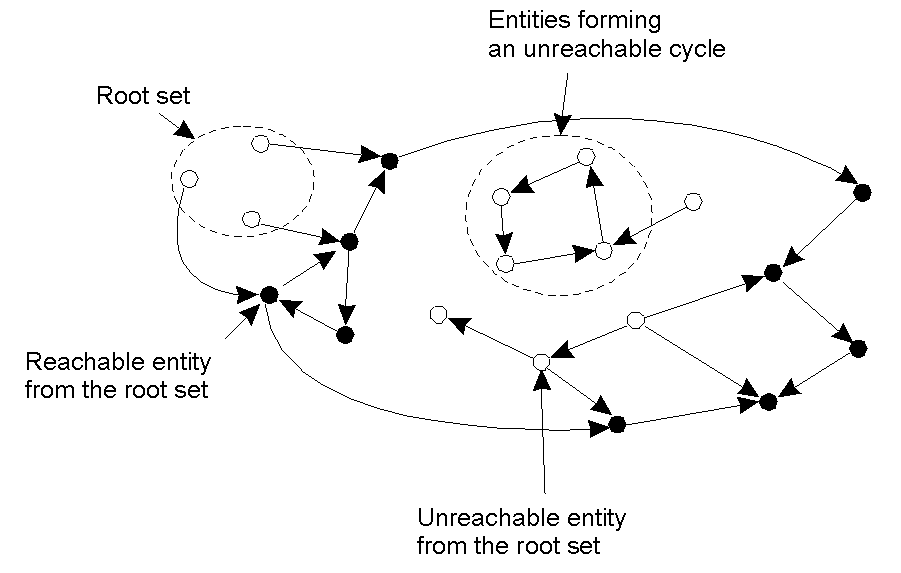 Entities forming
an unreachable cycle
Root set
Reachable entity
from the root set
Unreachable entity
from the root set